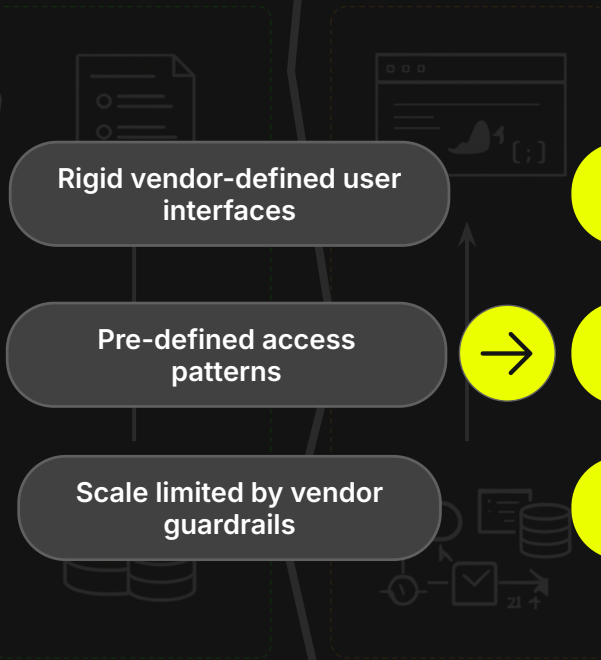 Rigid vendor-defined user
interfaces
Pre-defined access
patterns
Scale limited by vendor
guardrails